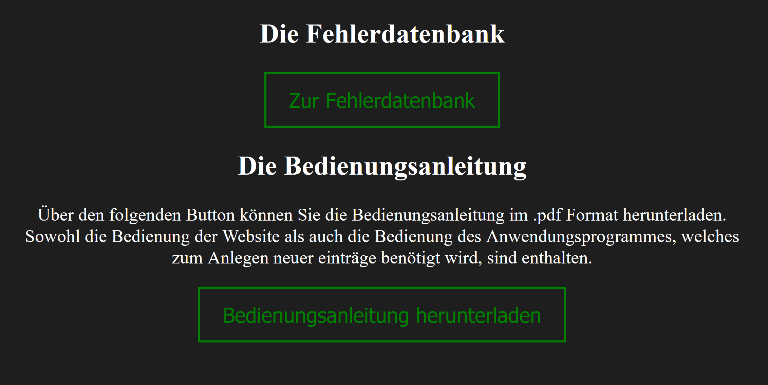 Die Fehlerdatenbank
Zur Fehlerdatenbank
Die Bedienungsanleitung
Über den folgenden Button können Sie die Bedienungsanleitung im .pdf Format herunterladen.
Sowohl die Bedienung der Website als auch die Bedienung des Anwendungsprogrammes, welches
zum Anlegen neuer einträge benötigt wird, sind enthalten.
Bedienungsanleitung herunterladen